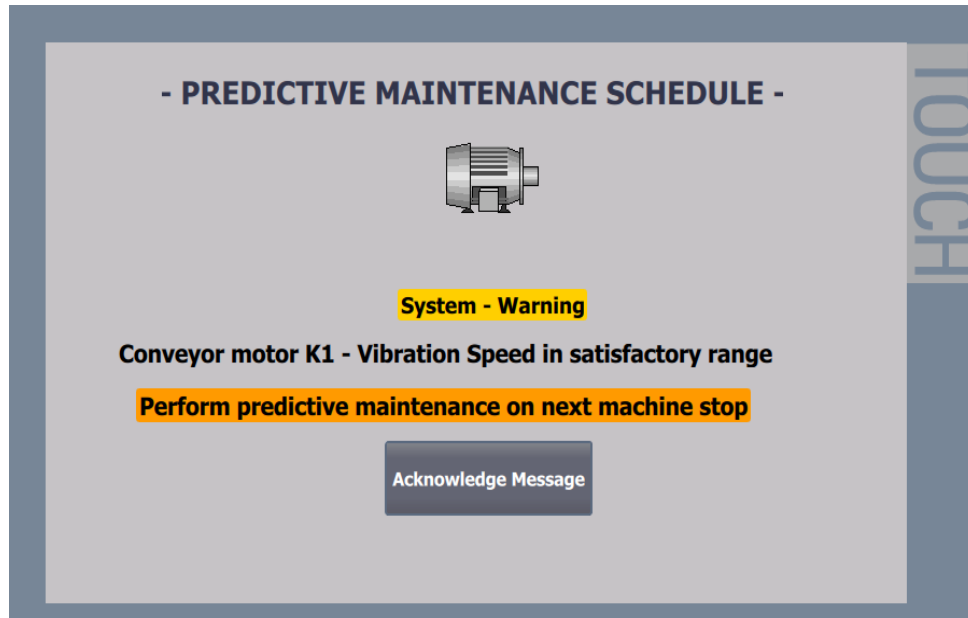 - PREDICTIVE MAINTENANCE SCHEDULE -
TOUCH
System - Warning
Conveyor motor K1 - Vibration Speed in satisfactory range
Perform predictive maintenance on next machine stop
Acknowledge Message